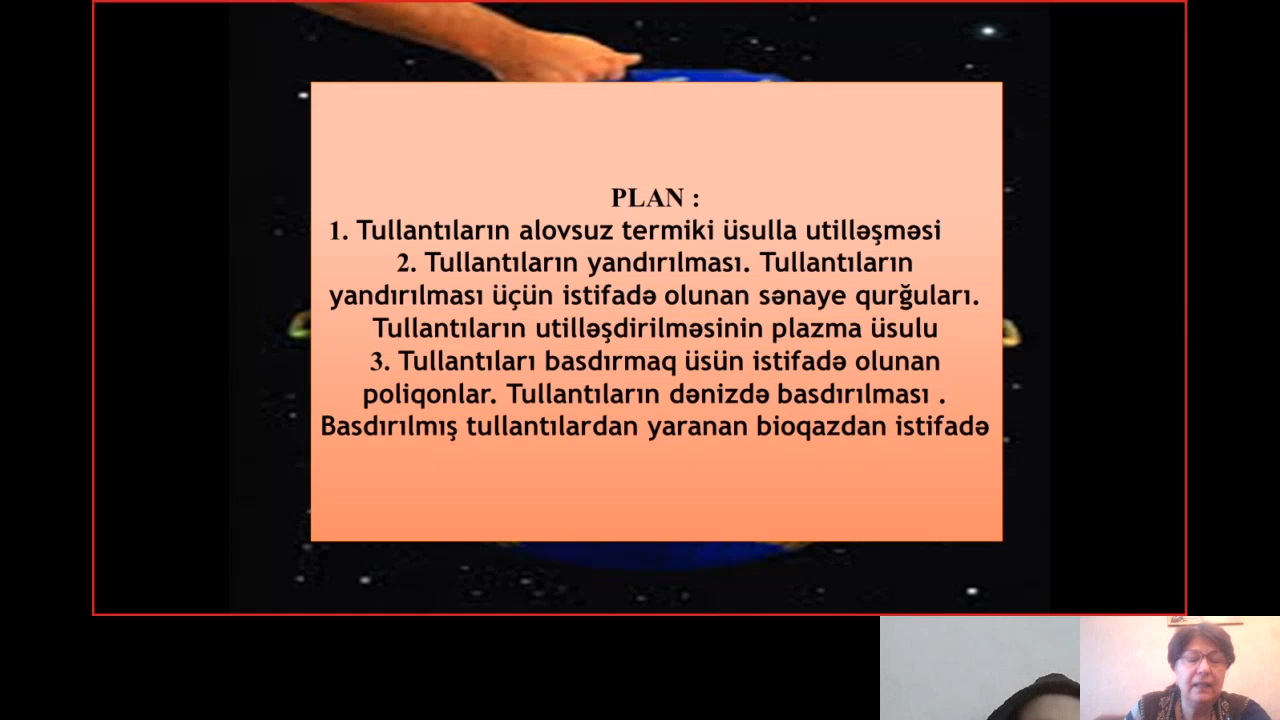 PLAN :
1. Tullantıların alovsuz termiki üsulla utilləşməsi
2. Tullantıların yandırılması. Tullantıların
yandırılması üçün istifadə olunan sənaye qurğuları.
Tullantıların utilləşdirilməsinin plazma üsulu
3. Tullantıları basdırmaq üsün istifadə olunan
poliqonlar. Tullantıların dənizdə basdırılması .
Basdırılmış tullantılardan yaranan bioqazdan istifadə